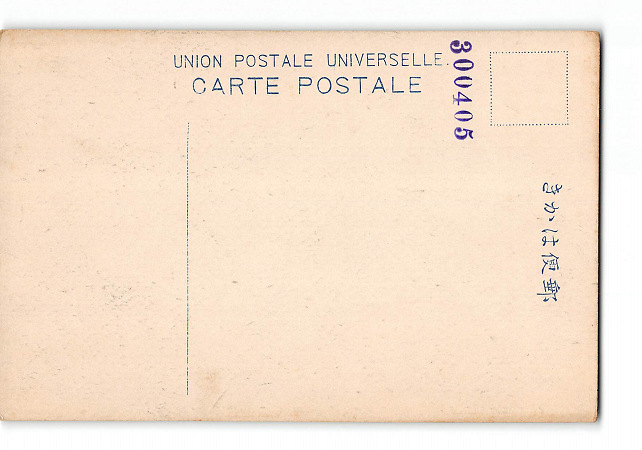 UNION POSTALE UNIVERSELLE.
CARTE POSTALE
300405
きかは便郵